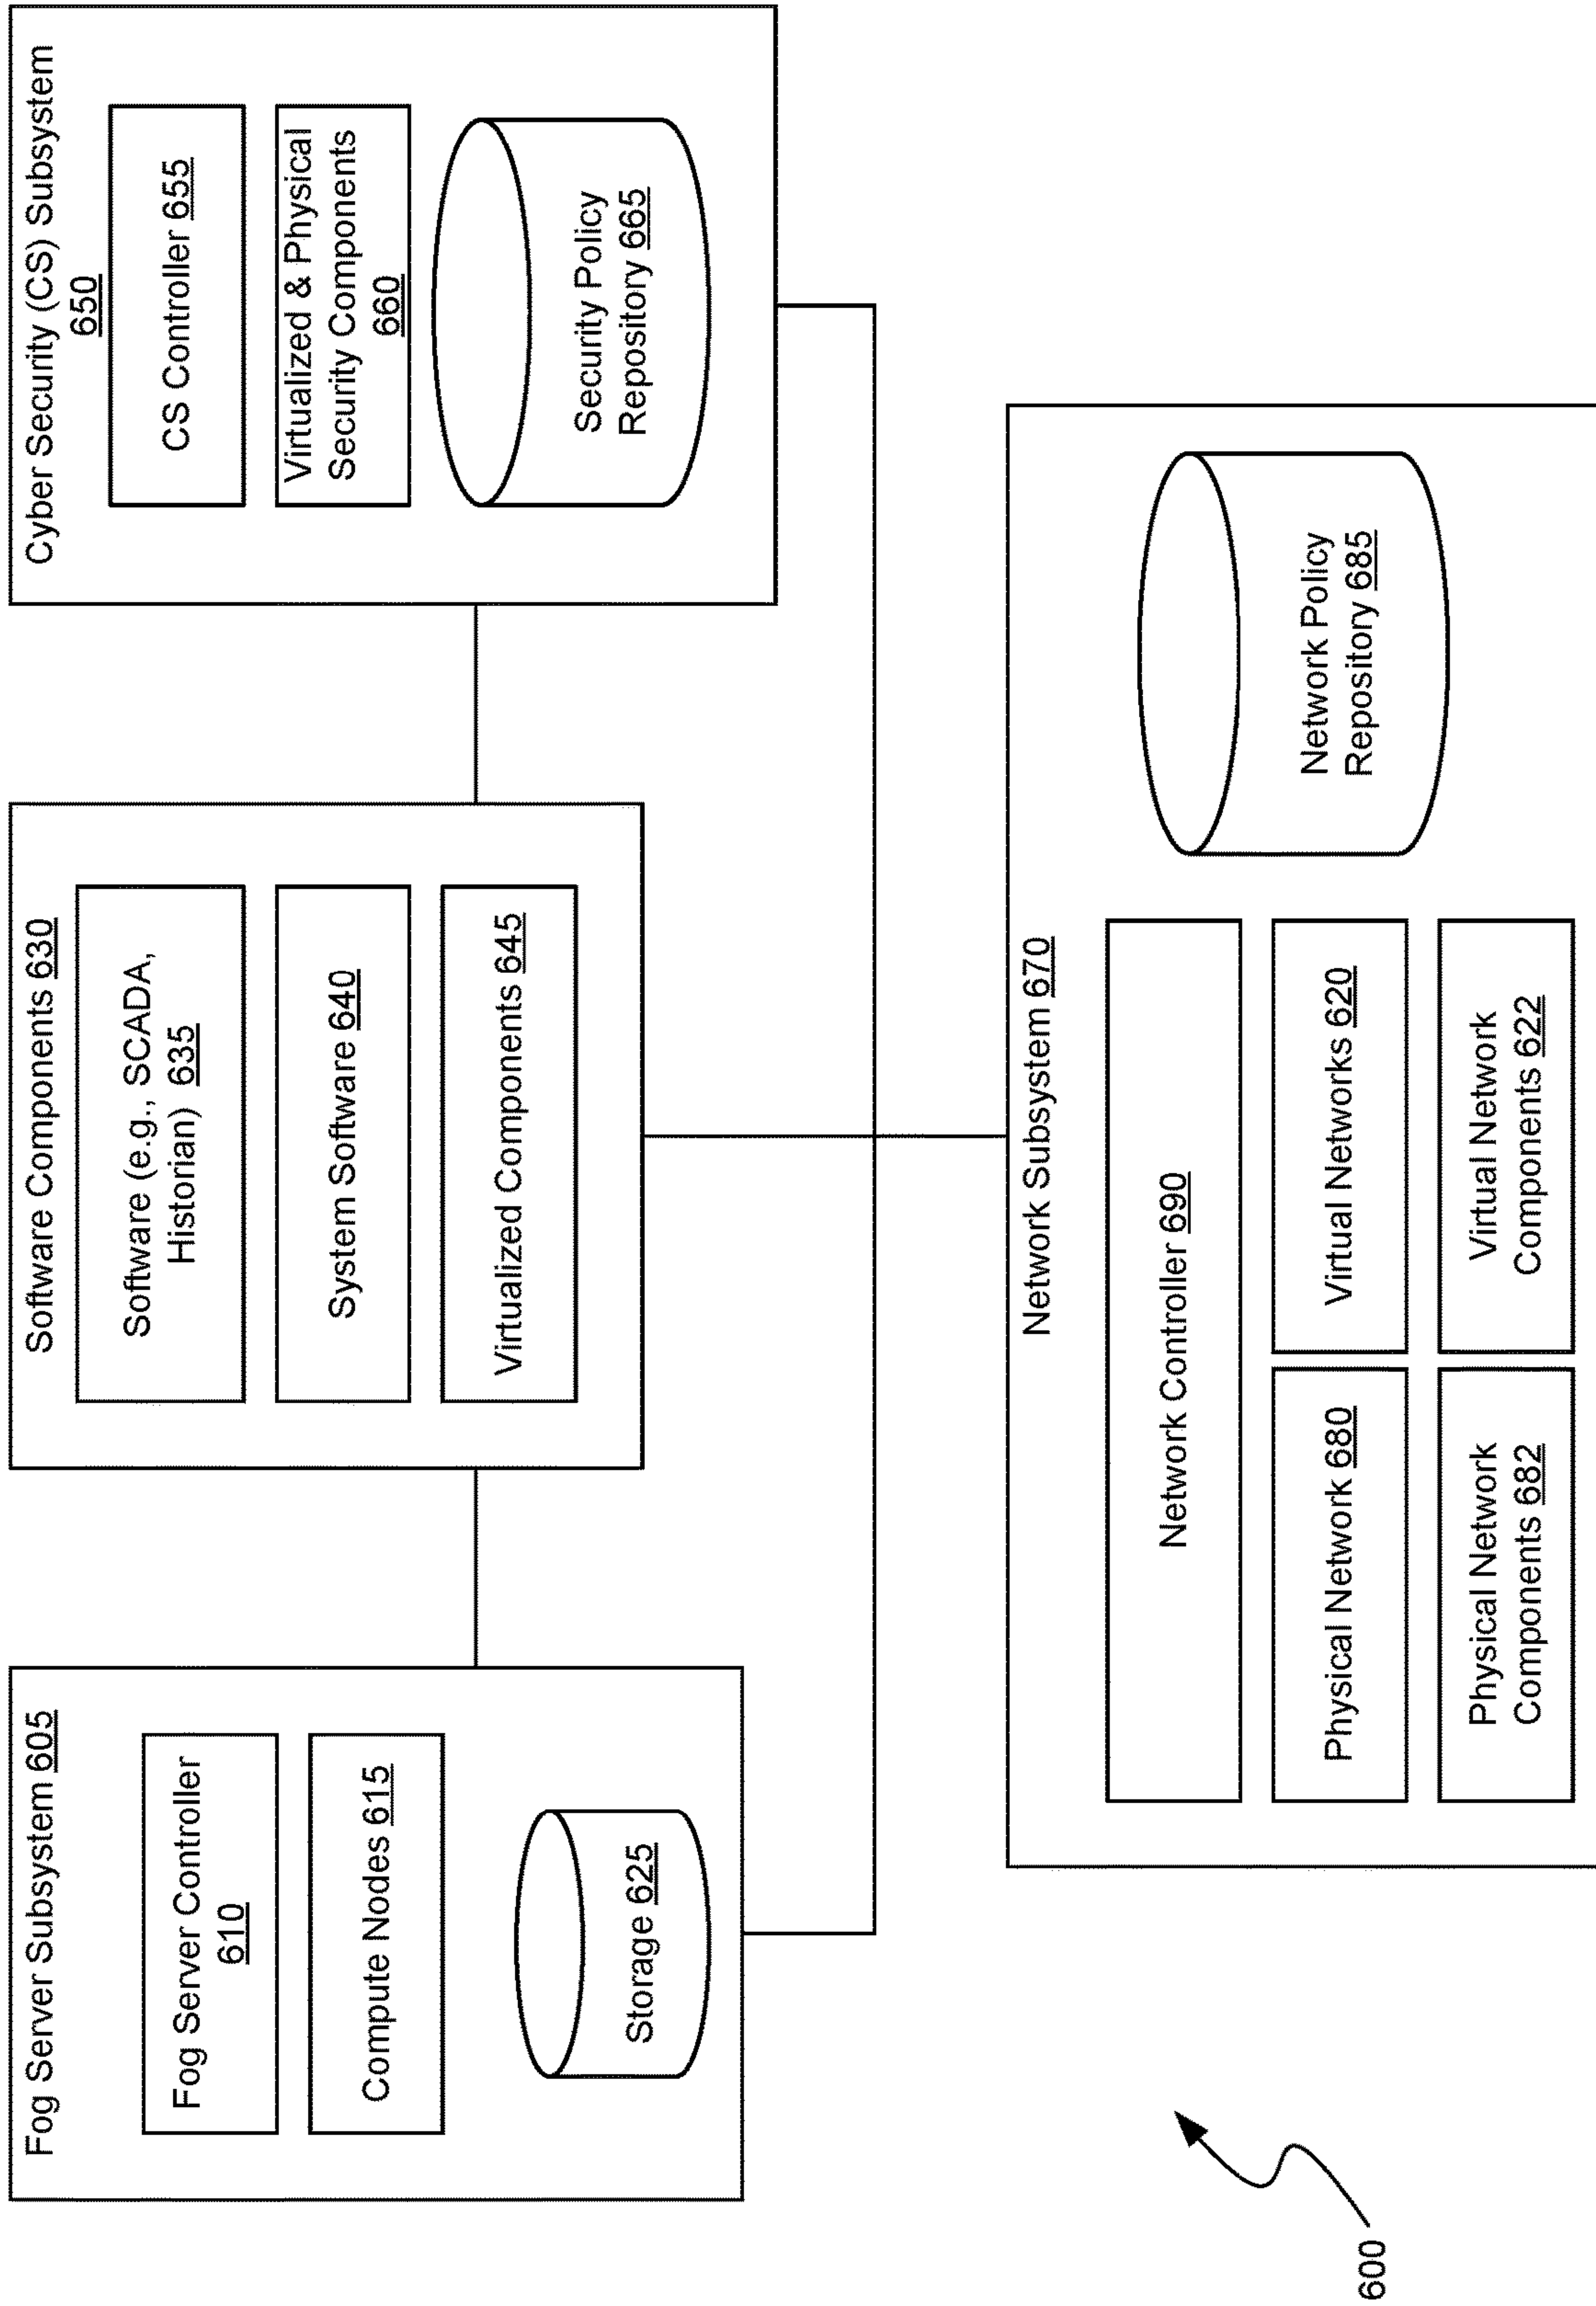 Fog Server Subsystem 605
Fog Server Controller
610
Compute Nodes 615
Storage 625
Software Components 630
Software (e.g., SCADA,
Historian) 635
System Software 640
Virtualized Components 645
Cyber Security (CS) Subsystem
650
CS Controller 655
Virtualized & Physical
Security Components
660
Security Policy
Repository 665
Network Subsystem 670
Network Controller 690
Physical Network 680
Virtual Networks 620
Physical Network
Components 682
Virtual Network
Components 622
Network Policy
Repository 685
600